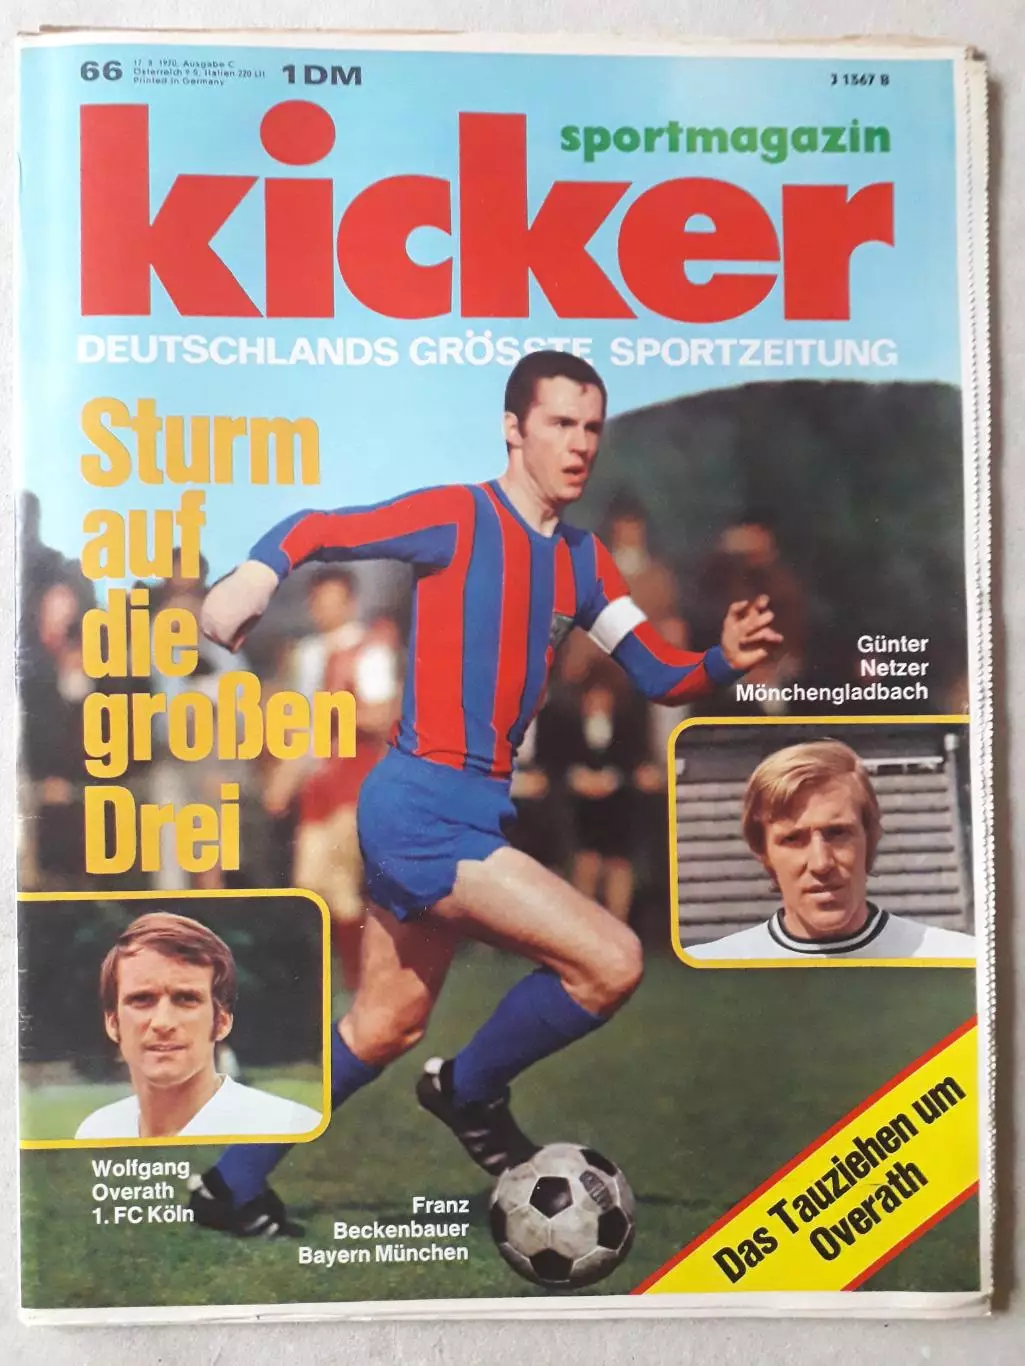 66
17. 8. 1970, Ausgabe C
Österreich 9 S, Italien 220 Lit
Printed in Germany
1 DM
J 1567 B
sportmagazin
kicker
DEUTSCHLANDS GRÖSSTE SPORTZEITUNG
Sturm
auf
die
großen
Drei
Günter
Netzer
Mönchengladbach
Wolfgang
Overath
1. FC Köln
Franz
Beckenbauer
Bayern München
Das Tauziehen um
Overath